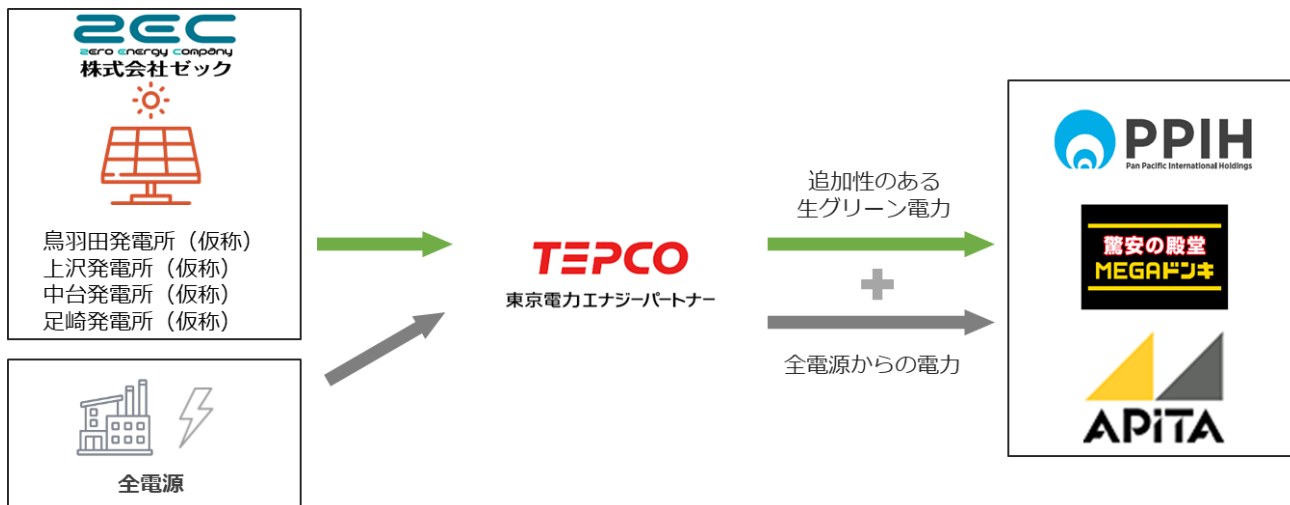 ZEC
zero energy company
株式会社ゼック
鳥羽田発電所（仮称）
上沢発電所（仮称）
中台発電所（仮称）
足崎発電所（仮称）
全電源
TEPCO
東京電力エナジーパートナー
追加性のある
生グリーン電力
全電源からの電力
PPIH
Pan Pacific International Holdings
驚安の殿堂
MEGAドンキ
APiTA